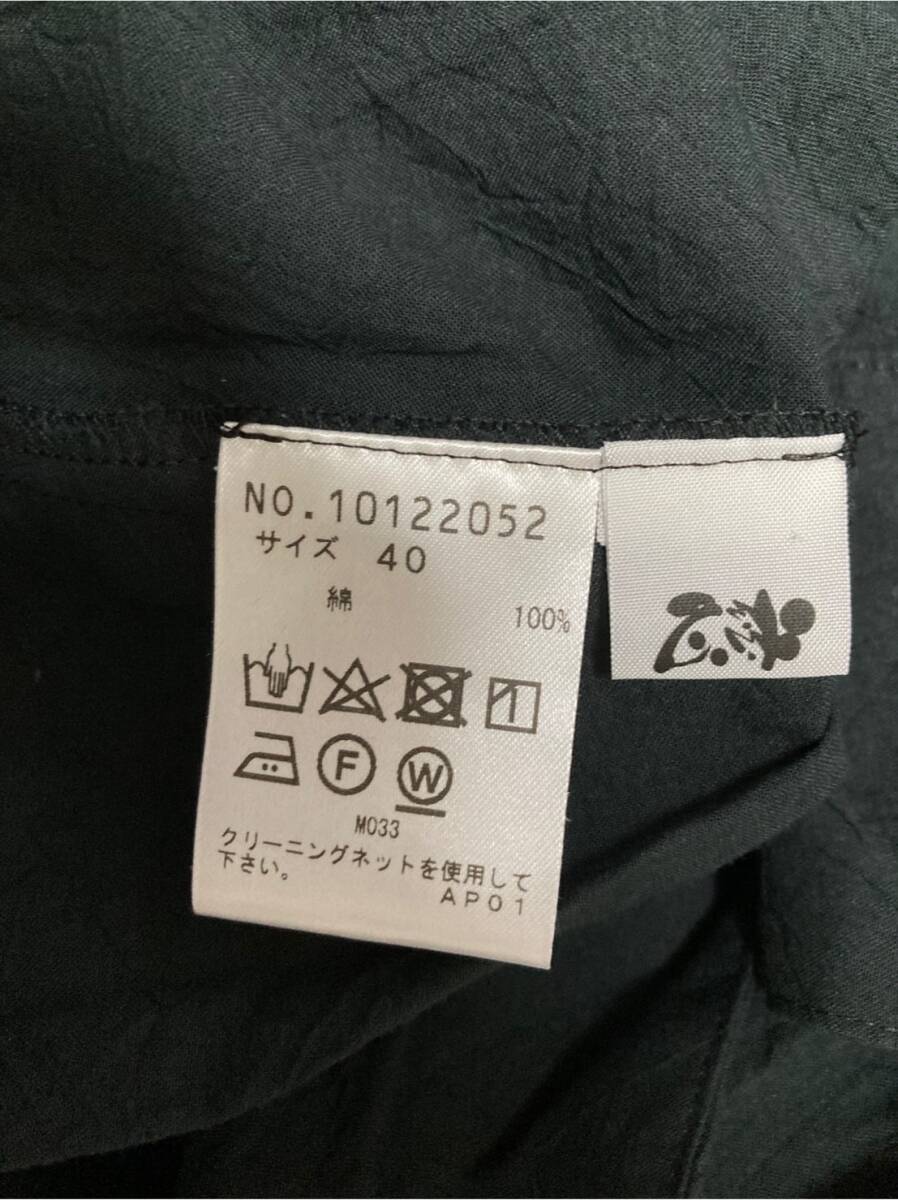 NO.10122052
サイズ 40
綿 100%
F W
M033
クリーニングネットを使用して
下さい。
AP01